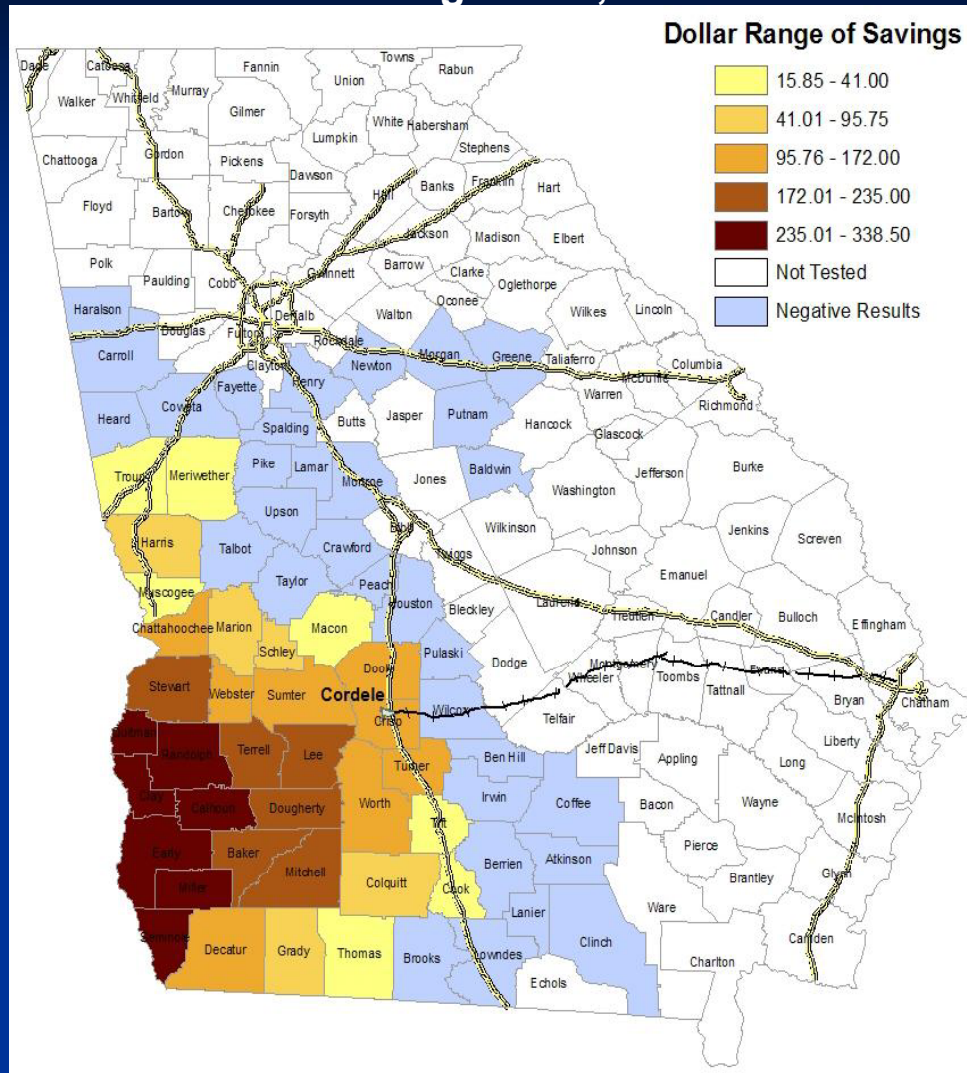 Dollar Range of Savings
15.85 - 41.00
41.01 - 95.75
95.76 - 172.00
172.01 - 235.00
235.01 - 338.50
Not Tested
Negative Results
Dade
Catoosa
Fannin
Towns
Rabun
Union
Walker
Whitfield
Murray
Gilmer
White
Habersham
Lumpkin
Stephens
Chattooga
Gordon
Pickens
Dawson
Hall
Banks
Franklin
Hart
Floyd
Bartow
Cherokee
Forsyth
Jackson
Madison
Elbert
Polk
Paulding
Cobb
Gwinnett
Barrow
Clarke
Oglethorpe
Oconee
Haralson
Douglas
Fulton
Dekalb
Rockdale
Walton
Wilkes
Lincoln
Carroll
Clayton
Fayette
Henry
Newton
Morgan
Greene
Taliaferro
Columbia
McDuffie
Warren
Richmond
Heard
Coweta
Spalding
Butts
Jasper
Putnam
Hancock
Glascock
Troup
Meriwether
Pike
Lamar
Monroe
Jones
Baldwin
Washington
Jefferson
Burke
Upson
Bibb
Wilkinson
Harris
Talbot
Crawford
Twiggs
Johnson
Jenkins
Screven
Muscogee
Taylor
Peach
Houston
Bleckley
Laurens
Emanuel
Treutlen
Candler
Bulloch
Effingham
Chattahoochee
Marion
Macon
Schley
Pulaski
Dodge
Wheeler
Montgomery
Toombs
Evans
Tattnall
Bryan
Chatham
Stewart
Webster
Sumter
Dooly
Cordele
Crisp
Wilcox
Telfair
Liberty
Quitman
Randolph
Terrell
Lee
Turner
Ben Hill
Jeff Davis
Appling
Long
Clay
Calhoun
Dougherty
Worth
Tift
Irwin
Coffee
Bacon
Wayne
McIntosh
Early
Baker
Mitchell
Berrien
Atkinson
Pierce
Brantley
Glynn
Miller
Colquitt
Cook
Lanier
Ware
Seminole
Decatur
Grady
Thomas
Brooks
Lowndes
Clinch
Echols
Charlton
Camden